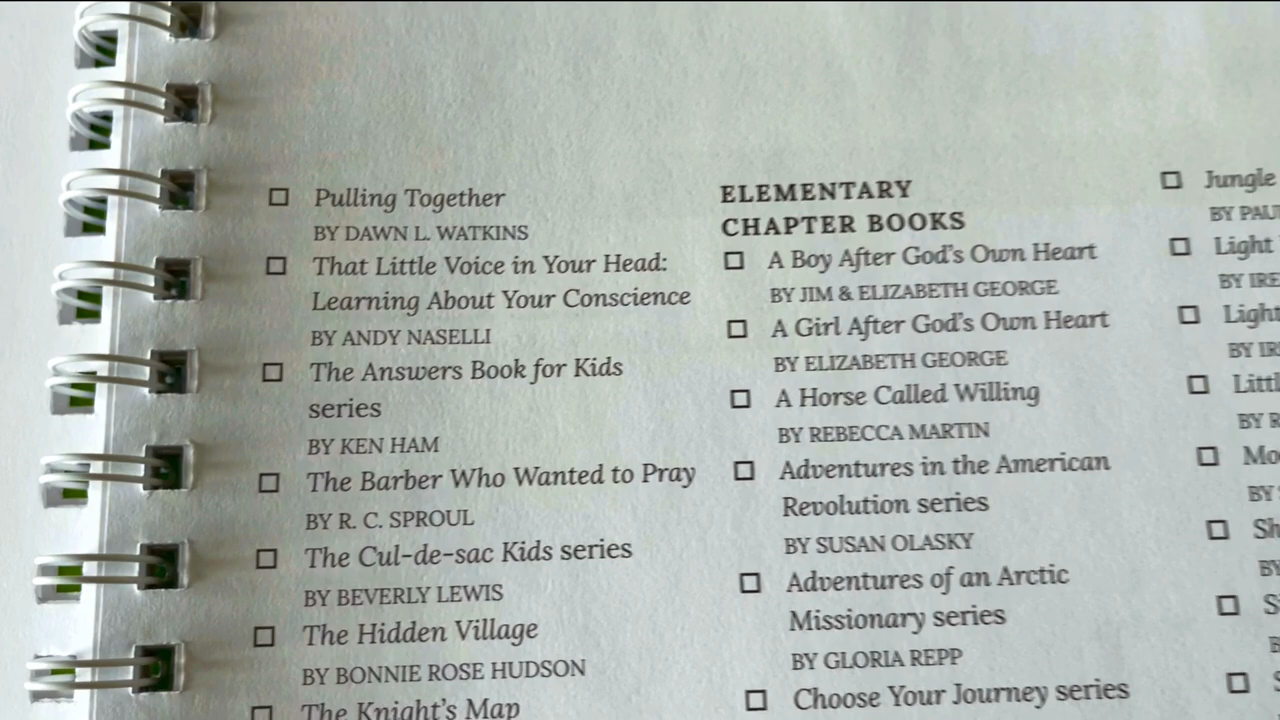 Pulling Together
BY DAWN L. WATKINS
That Little Voice in Your Head:
Learning About Your Conscience
BY ANDY NASELLI
The Answers Book for Kids
series
BY KEN HAM
The Barber Who Wanted to Pray
BY R. C. SPROUL
The Cul-de-sac Kids series
BY BEVERLY LEWIS
The Hidden Village
BY BONNIE ROSE HUDSON
The Knight's Map
ELEMENTARY
CHAPTER BOOKS
A Boy After God's Own Heart
BY JIM & ELIZABETH GEORGE
A Girl After God's Own Heart
BY ELIZABETH GEORGE
A Horse Called Willing
BY REBECCA MARTIN
Adventures in the American
Revolution series
BY SUSAN OLASKY
Adventures of an Arctic
Missionary series
BY GLORIA REPP
Choose Your Journey series
Jungle
BY
Light
BY
Light
BY
BY
BY